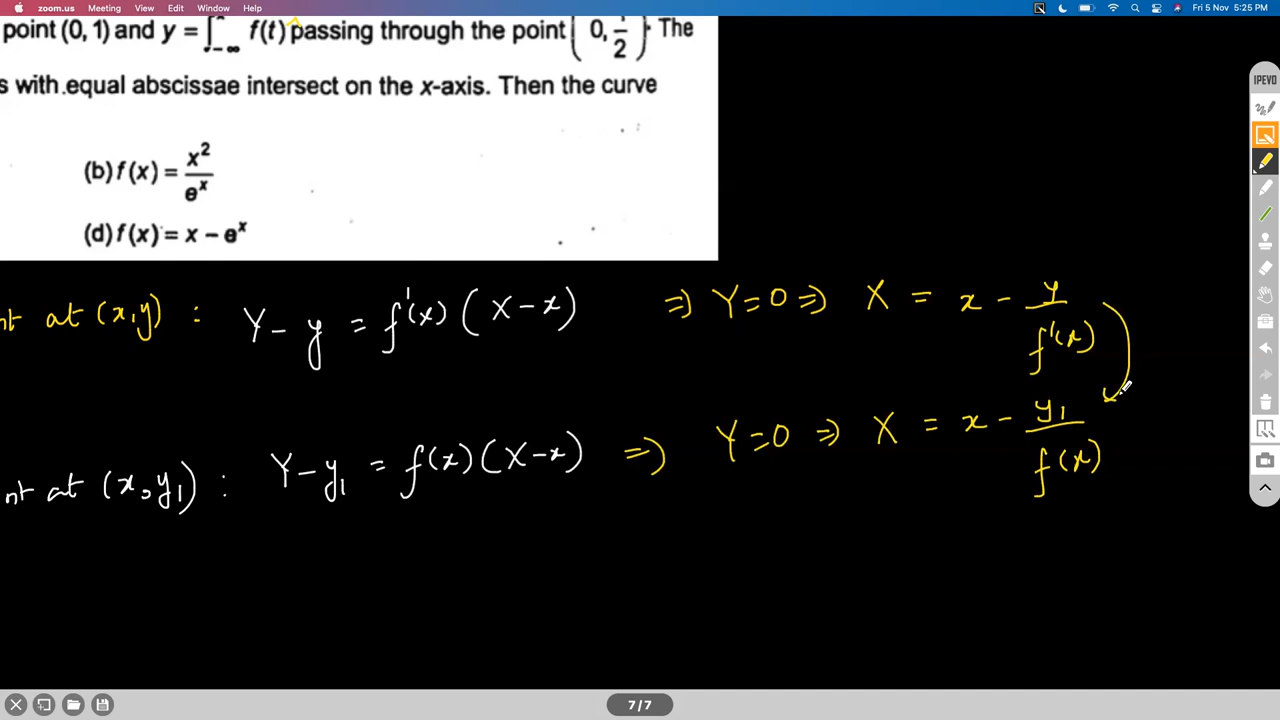 zoom.us Meeting View Edit Window Help Fri 5 Nov 5:25 PM
point (0, 1) and y = ∫₋∞ f(t) passing through the point (0, 1/2). The
s with equal abscissae intersect on the x-axis. Then the curve
(b) f(x) = x²/eˣ
(d) f(x) = x − eˣ
nt at (x,y) : Y − y = f'(x) (X − x) ⇒ Y = 0 ⇒ X = x − y/f'(x)
nt at (x, y₁) : Y − y₁ = f(x) (X − x) ⇒ Y = 0 ⇒ X = x − y₁/f(x)
IPEVO
7/7